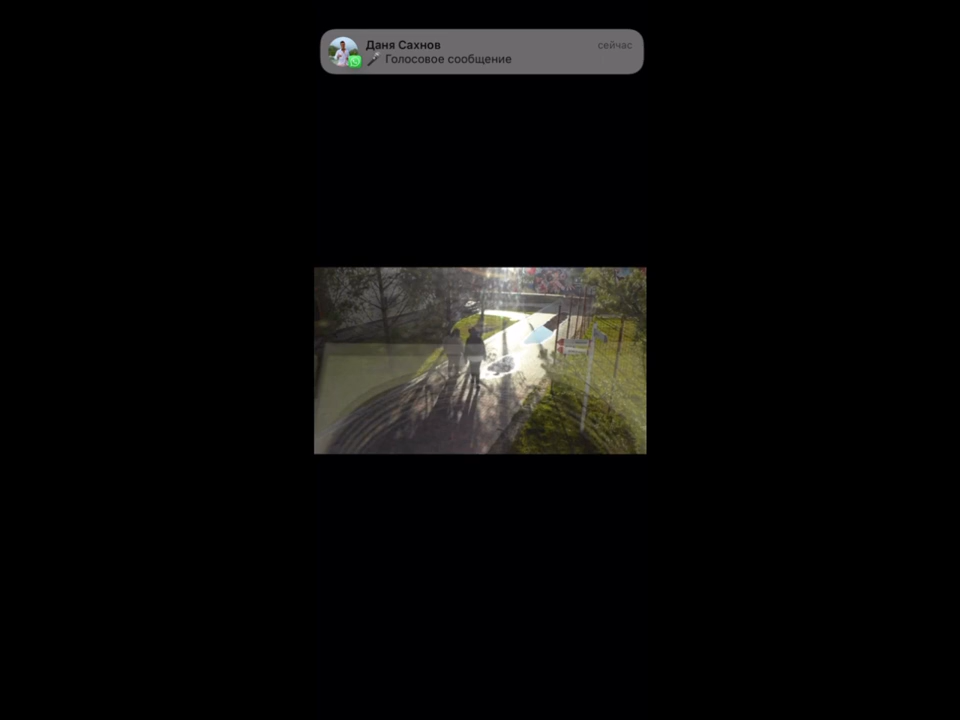 Даня Сахнов
сейчас
🎤 Голосовое сообщение